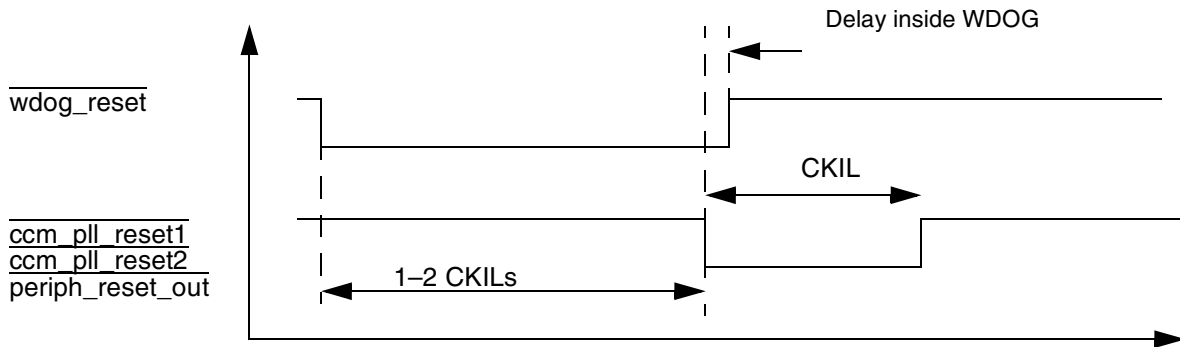 Delay inside WDOG
wdog_reset
CKIL
ccm_pll_reset1
ccm_pll_reset2
periph_reset_out
1–2 CKILs